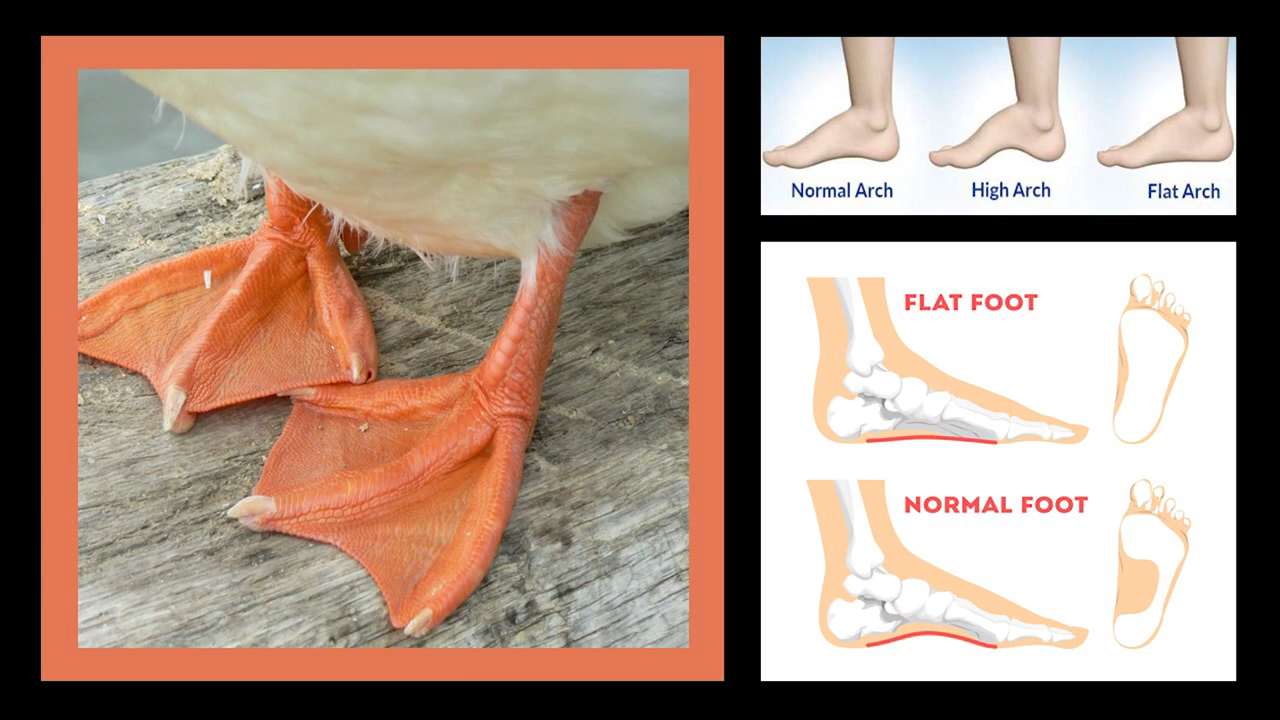 Normal Arch
High Arch
Flat Arch
FLAT FOOT
NORMAL FOOT